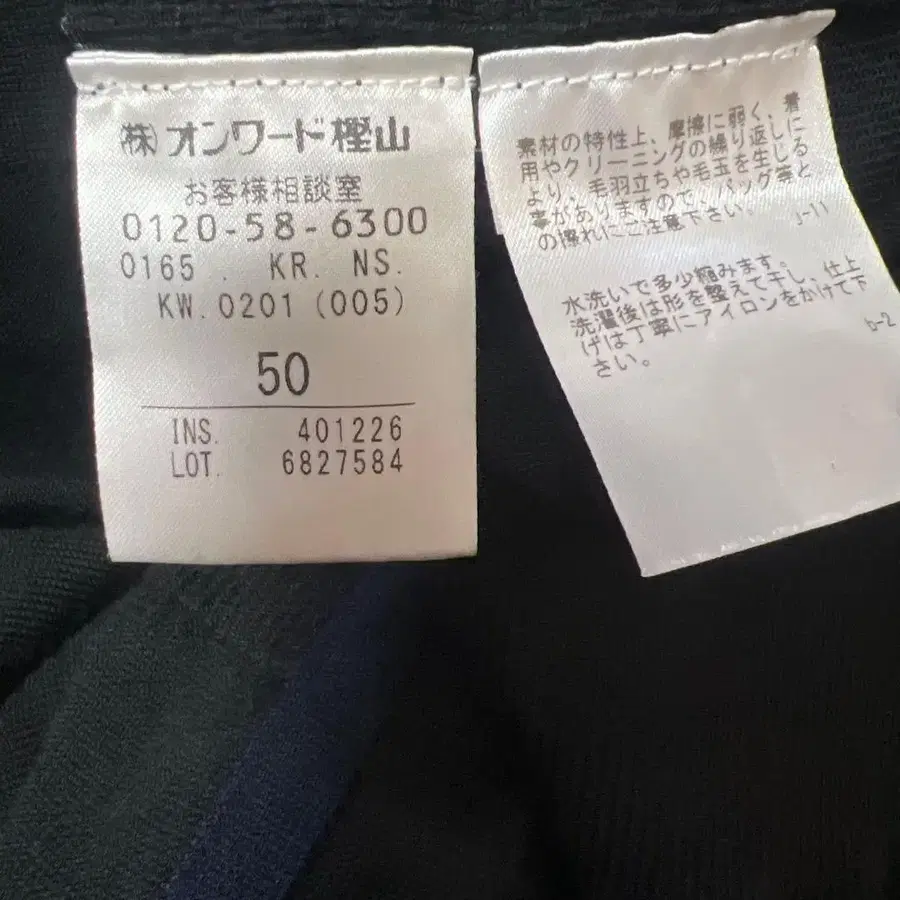 ㈱オンワード樫山
お客様相談室
0120-58-6300
0165 . KR. NS.
KW. 0201 (005)
50
INS. 401226
LOT. 6827584
素材の特性上、摩擦に弱く、着
用やクリーニングの繰り返しに
より、毛羽立ちや毛玉を生じる
事がありますので、バッグ等と
の擦れにご注意下さい。 J-11
水洗いで多少縮みます。
洗濯後は形を整えて干し、仕上
げは丁寧にアイロンをかけて下
さい。 b-2